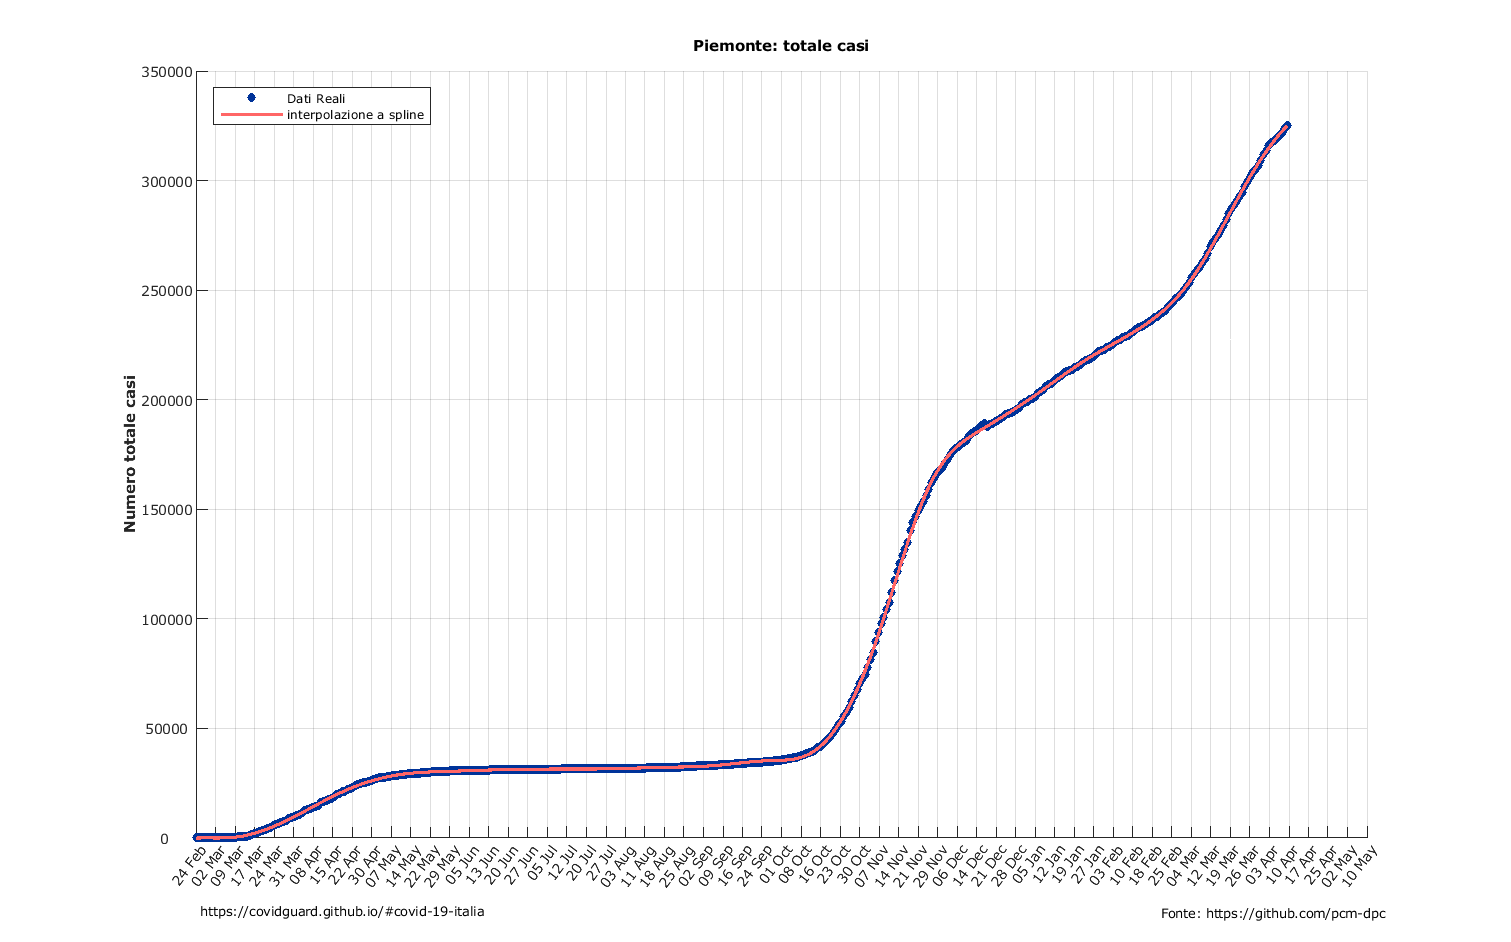 Piemonte: totale casi
350000
300000
250000
200000
150000
100000
50000
0
Numero totale casi
Dati Reali
interpolazione a spline
24 Feb
02 Mar
09 Mar
17 Mar
24 Mar
31 Mar
08 Apr
15 Apr
22 Apr
30 Apr
07 May
14 May
22 May
29 May
05 Jun
13 Jun
20 Jun
27 Jun
05 Jul
12 Jul
20 Jul
27 Jul
03 Aug
11 Aug
18 Aug
25 Aug
02 Sep
09 Sep
16 Sep
24 Sep
01 Oct
08 Oct
16 Oct
23 Oct
30 Oct
07 Nov
14 Nov
21 Nov
29 Nov
06 Dec
14 Dec
21 Dec
28 Dec
05 Jan
12 Jan
19 Jan
27 Jan
03 Feb
10 Feb
18 Feb
25 Feb
04 Mar
12 Mar
19 Mar
26 Mar
03 Apr
10 Apr
17 Apr
25 Apr
02 May
10 May
https://covidguard.github.io/#covid-19-italia
Fonte: https://github.com/pcm-dpc